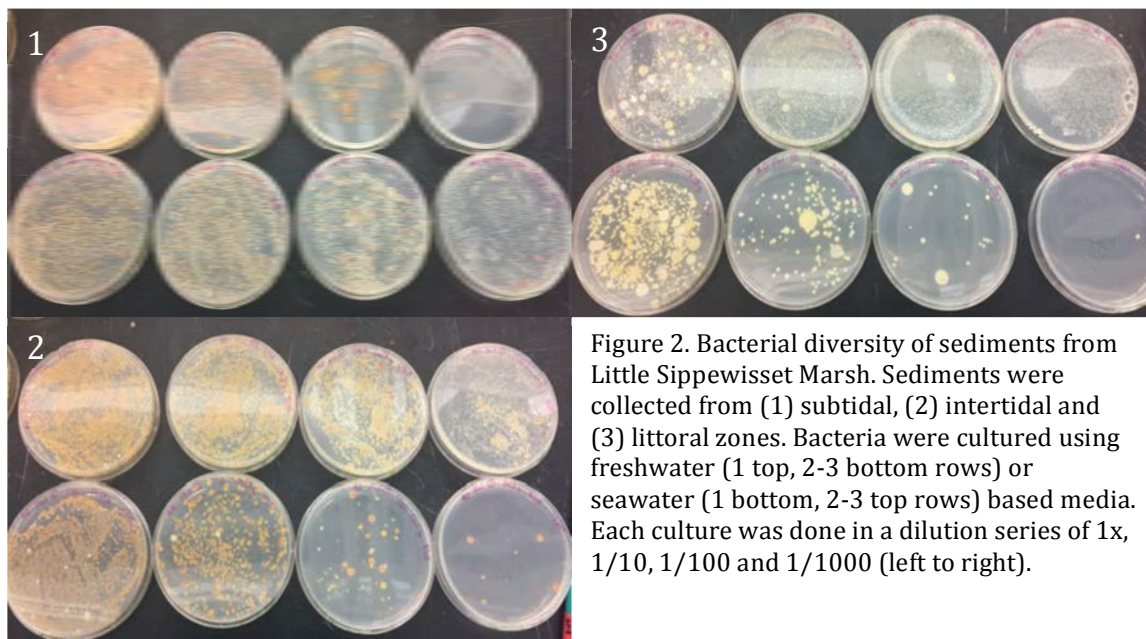 1
3
2
Figure 2. Bacterial diversity of sediments from
Little Sippewisset Marsh. Sediments were
collected from (1) subtidal, (2) intertidal and
(3) littoral zones. Bacteria were cultured using
freshwater (1 top, 2-3 bottom rows) or
seawater (1 bottom, 2-3 top rows) based media.
Each culture was done in a dilution series of 1x,
1/10, 1/100 and 1/1000 (left to right).